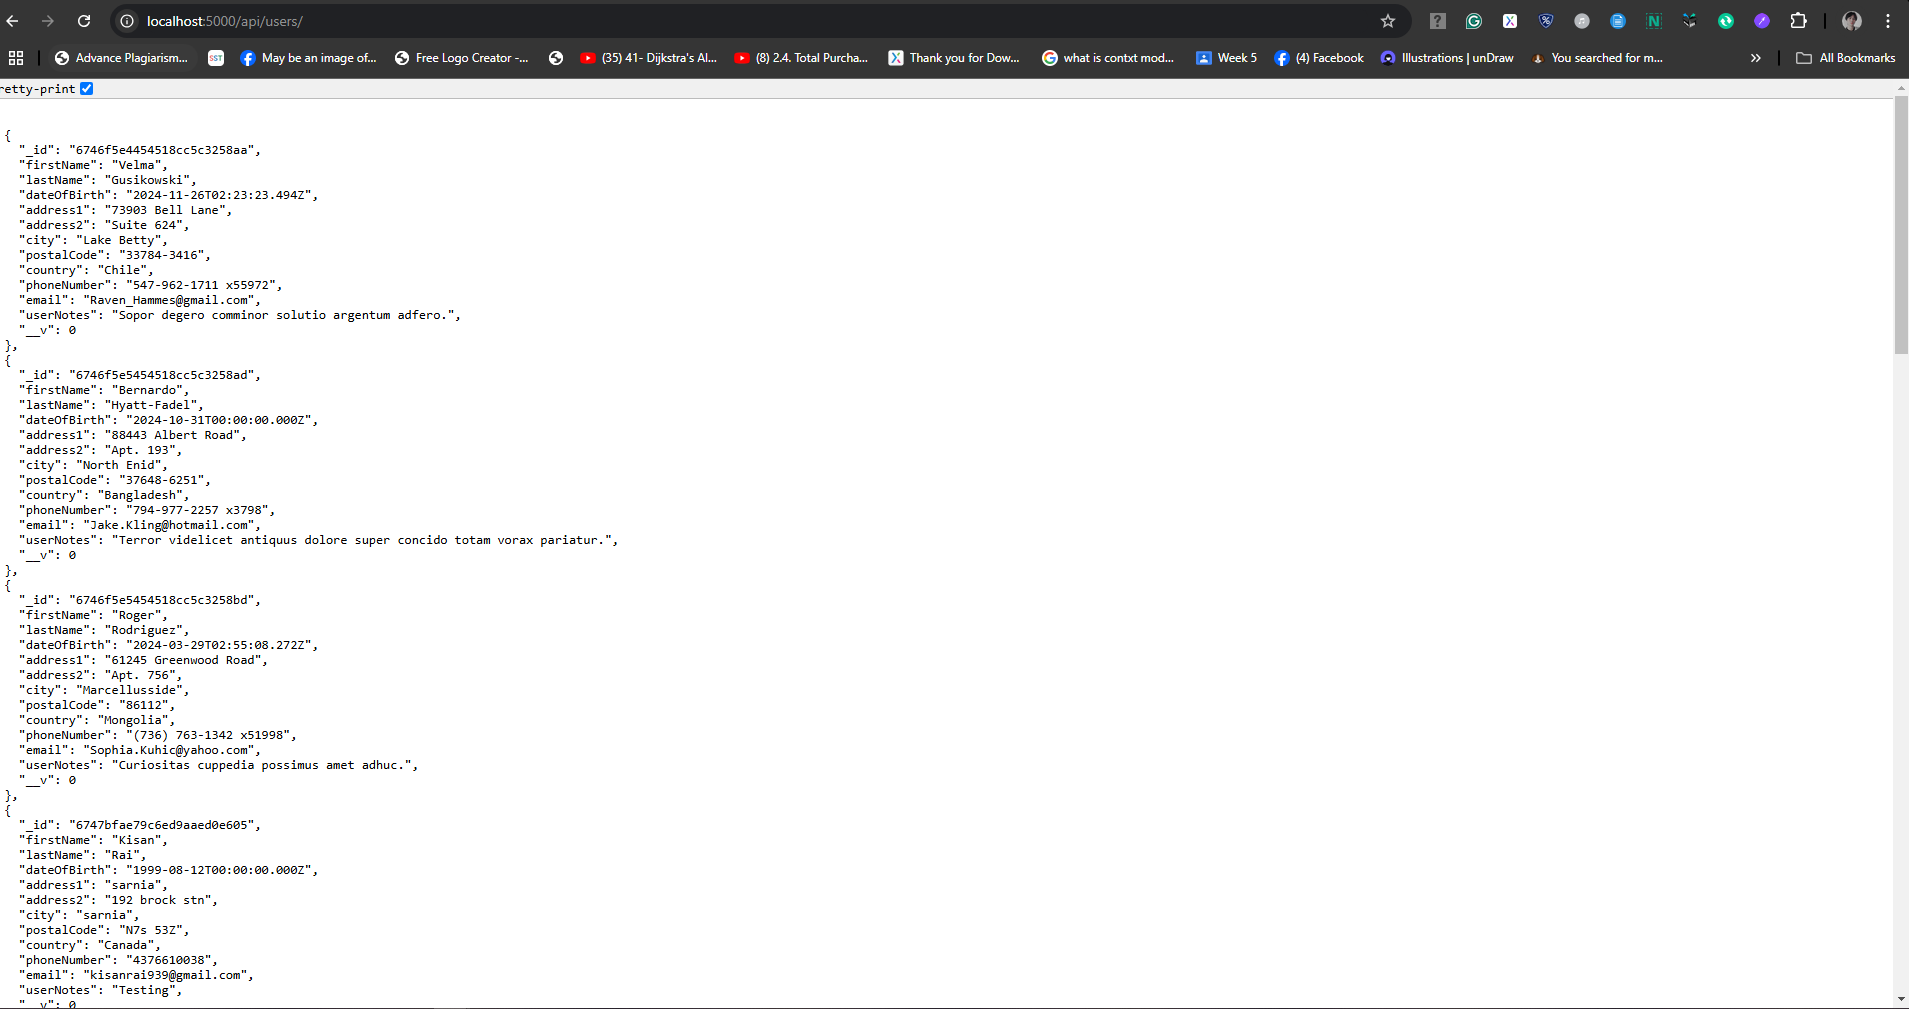 localhost:5000/api/users/
Advance Plagiarism...
SST
May be an image of...
Free Logo Creator -...
(35) 41- Dijkstra's Al...
(8) 2.4. Total Purcha...
Thank you for Dow...
what is contxt mod...
Week 5
(4) Facebook
Illustrations | unDraw
You searched for m...
All Bookmarks
retty-print
{
"_id": "6746f5e4454518cc5c3258aa",
"firstName": "Velma",
"lastName": "Gusikowski",
"dateOfBirth": "2024-11-26T02:23:23.494Z",
"address1": "73903 Bell Lane",
"address2": "Suite 624",
"city": "Lake Betty",
"postalCode": "33784-3416",
"country": "Chile",
"phoneNumber": "547-962-1711 x55972",
"email": "Raven_Hammes@gmail.com",
"userNotes": "Sopor degero comminor solutio argentum adfero.",
"__v": 0
},
{
"_id": "6746f5e5454518cc5c3258ad",
"firstName": "Bernardo",
"lastName": "Hyatt-Fadel",
"dateOfBirth": "2024-10-31T00:00:00.000Z",
"address1": "88443 Albert Road",
"address2": "Apt. 193",
"city": "North Enid",
"postalCode": "37648-6251",
"country": "Bangladesh",
"phoneNumber": "794-977-2257 x3798",
"email": "Jake.Kling@hotmail.com",
"userNotes": "Terror videlicet antiquus dolore super concido totam vorax pariatur.",
"__v": 0
},
{
"_id": "6746f5e5454518cc5c3258bd",
"firstName": "Roger",
"lastName": "Rodriguez",
"dateOfBirth": "2024-03-29T02:55:08.272Z",
"address1": "61245 Greenwood Road",
"address2": "Apt. 756",
"city": "Marcellusside",
"postalCode": "86112",
"country": "Mongolia",
"phoneNumber": "(736) 763-1342 x51998",
"email": "Sophia.Kuhic@yahoo.com",
"userNotes": "Curiositas cuppedia possimus amet adhuc.",
"__v": 0
},
{
"_id": "6747bfae79c6ed9aaed0e605",
"firstName": "Kisan",
"lastName": "Rai",
"dateOfBirth": "1999-08-12T00:00:00.000Z",
"address1": "sarnia",
"address2": "192 brock stn",
"city": "sarnia",
"postalCode": "N7s 53Z",
"country": "Canada",
"phoneNumber": "4376610038",
"email": "kisanrai939@gmail.com",
"userNotes": "Testing",
"__v": 0